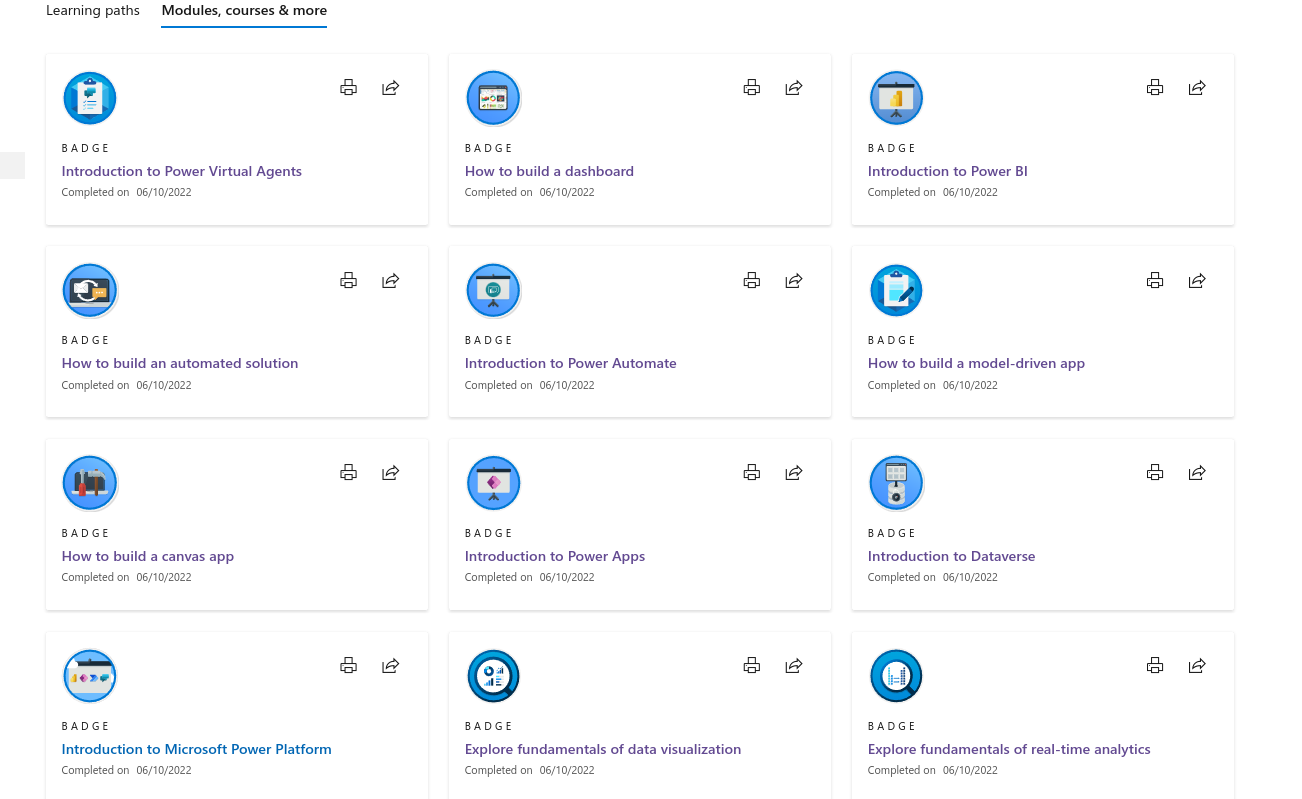 Learning paths
Modules, courses & more
BADGE
Introduction to Power Virtual Agents
Completed on 06/10/2022
BADGE
How to build a dashboard
Completed on 06/10/2022
BADGE
Introduction to Power BI
Completed on 06/10/2022
BADGE
How to build an automated solution
Completed on 06/10/2022
BADGE
Introduction to Power Automate
Completed on 06/10/2022
BADGE
How to build a model-driven app
Completed on 06/10/2022
BADGE
How to build a canvas app
Completed on 06/10/2022
BADGE
Introduction to Power Apps
Completed on 06/10/2022
BADGE
Introduction to Dataverse
Completed on 06/10/2022
BADGE
Introduction to Microsoft Power Platform
Completed on 06/10/2022
BADGE
Explore fundamentals of data visualization
Completed on 06/10/2022
BADGE
Explore fundamentals of real-time analytics
Completed on 06/10/2022